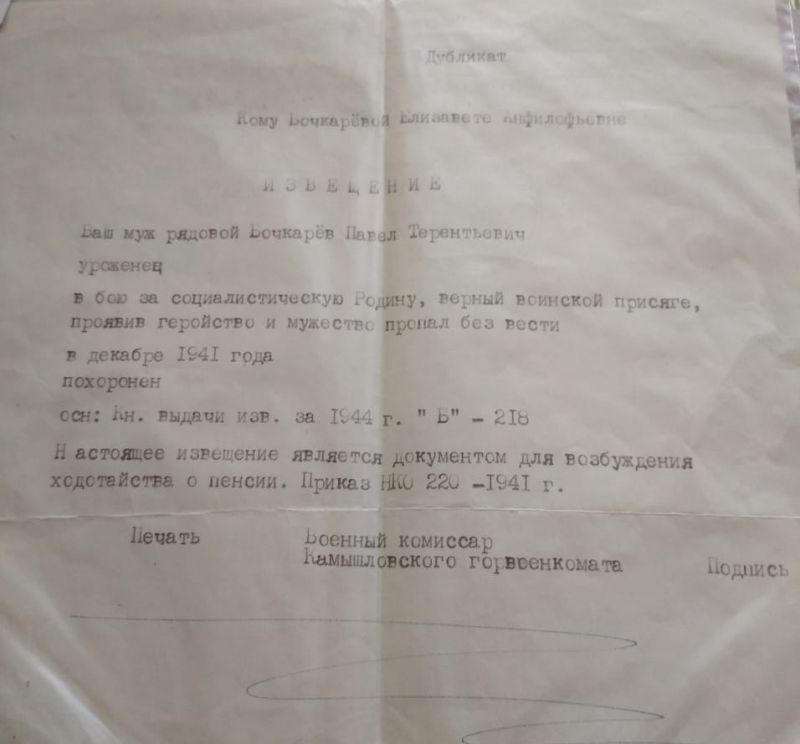 Дубликат
Кому Бочкарёвой Елизавете Анфилофьевне
ИЗВЕЩЕНИЕ
Ваш муж рядовой Бочкарёв Павел Терентьевич
уроженец
в бою за социалистическую Родину, верный воинской присяге,
проявив геройство и мужество пропал без вести
в декабре 1941 года
похоронен
осн: Кн. выдачи изв. за 1944 г. " Б" - 218
Н астоящее извещение является документом для возбуждения
ходотайства о пенсии. Приказ НКО 220 -1941 г.
Печать Военный комиссар
Камышловского горвоенкомата Подпись